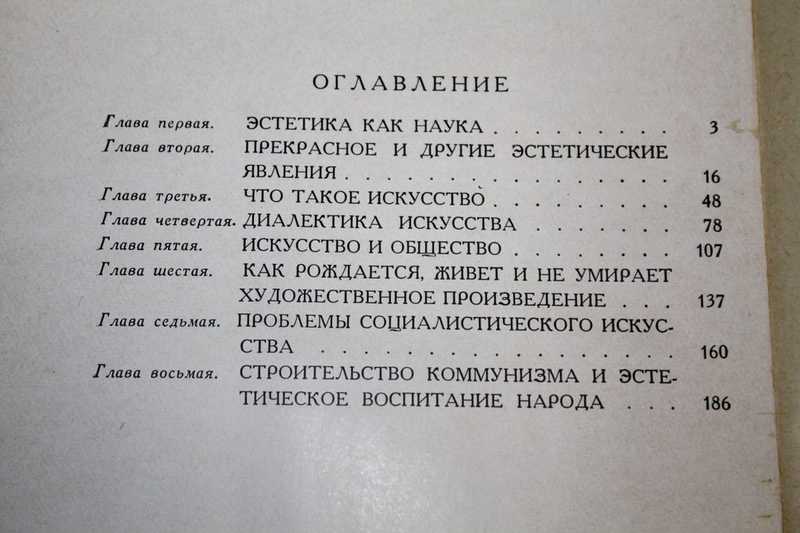 ОГЛАВЛЕНИЕ
Глава первая. ЭСТЕТИКА КАК НАУКА . . . . . . . . . 3
Глава вторая. ПРЕКРАСНОЕ И ДРУГИЕ ЭСТЕТИЧЕСКИЕ
ЯВЛЕНИЯ . . . . . . . . . . . . . . . . . 16
Глава третья. ЧТО ТАКОЕ ИСКУССТВО . . . . . . . . . 48
Глава четвертая. ДИАЛЕКТИКА ИСКУССТВА . . . . . . . 78
Глава пятая. ИСКУССТВО И ОБЩЕСТВО . . . . . . . . 107
Глава шестая. КАК РОЖДАЕТСЯ, ЖИВЕТ И НЕ УМИРАЕТ
ХУДОЖЕСТВЕННОЕ ПРОИЗВЕДЕНИЕ . . . 137
Глава седьмая. ПРОБЛЕМЫ СОЦИАЛИСТИЧЕСКОГО ИСКУС-
СТВА . . . . . . . . . . . . . . . . . 160
Глава восьмая. СТРОИТЕЛЬСТВО КОММУНИЗМА И ЭСТЕ-
ТИЧЕСКОЕ ВОСПИТАНИЕ НАРОДА . . . 186